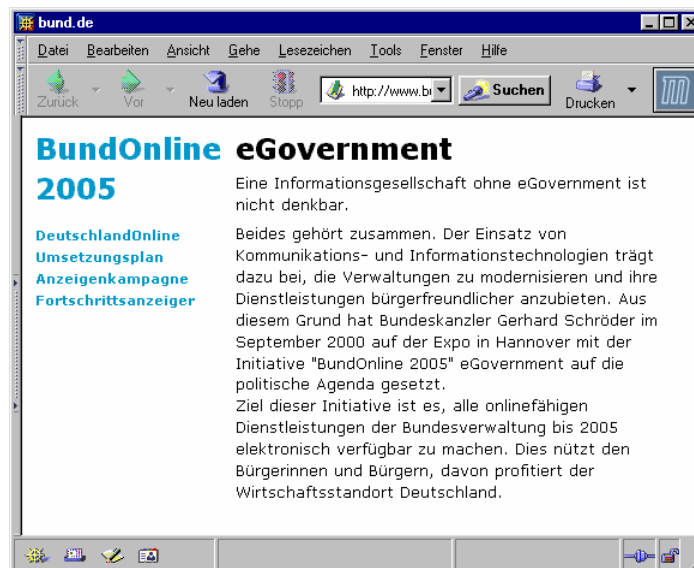 bund.de
Datei Bearbeiten Ansicht Gehe Lesezeichen Tools Fenster Hilfe
Zurück Vor Neu laden Stopp http://www.bu Suchen Drucken
BundOnline
2005
DeutschlandOnline
Umsetzungsplan
Anzeigenkampagne
Fortschrittsanzeiger
eGovernment
Eine Informationsgesellschaft ohne eGovernment ist
nicht denkbar.
Beides gehört zusammen. Der Einsatz von
Kommunikations- und Informationstechnologien trägt
dazu bei, die Verwaltungen zu modernisieren und ihre
Dienstleistungen bürgerfreundlicher anzubieten. Aus
diesem Grund hat Bundeskanzler Gerhard Schröder im
September 2000 auf der Expo in Hannover mit der
Initiative "BundOnline 2005" eGovernment auf die
politische Agenda gesetzt.
Ziel dieser Initiative ist es, alle onlinefähigen
Dienstleistungen der Bundesverwaltung bis 2005
elektronisch verfügbar zu machen. Dies nützt den
Bürgerinnen und Bürgern, davon profitiert der
Wirtschaftsstandort Deutschland.